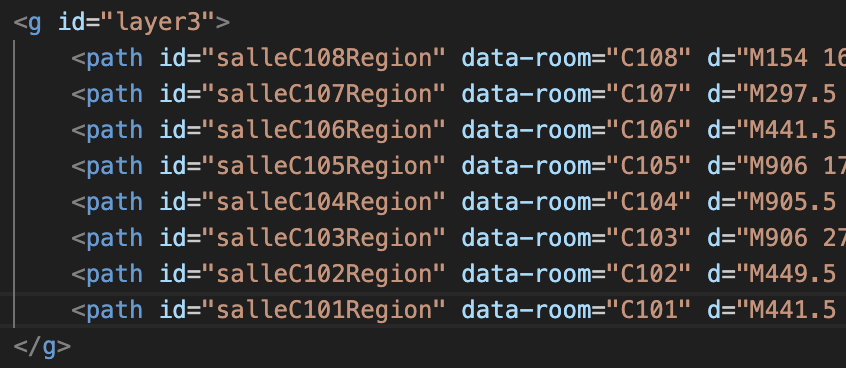 <g id="layer3">
<path id="salleC108Region" data-room="C108" d="M154 16
<path id="salleC107Region" data-room="C107" d="M297.5
<path id="salleC106Region" data-room="C106" d="M441.5
<path id="salleC105Region" data-room="C105" d="M906 17
<path id="salleC104Region" data-room="C104" d="M905.5
<path id="salleC103Region" data-room="C103" d="M906 27
<path id="salleC102Region" data-room="C102" d="M449.5
<path id="salleC101Region" data-room="C101" d="M441.5
</g>